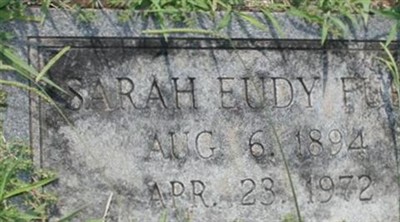 SARAH EUDY
AUG 6, 1894
APR. 23, 1972